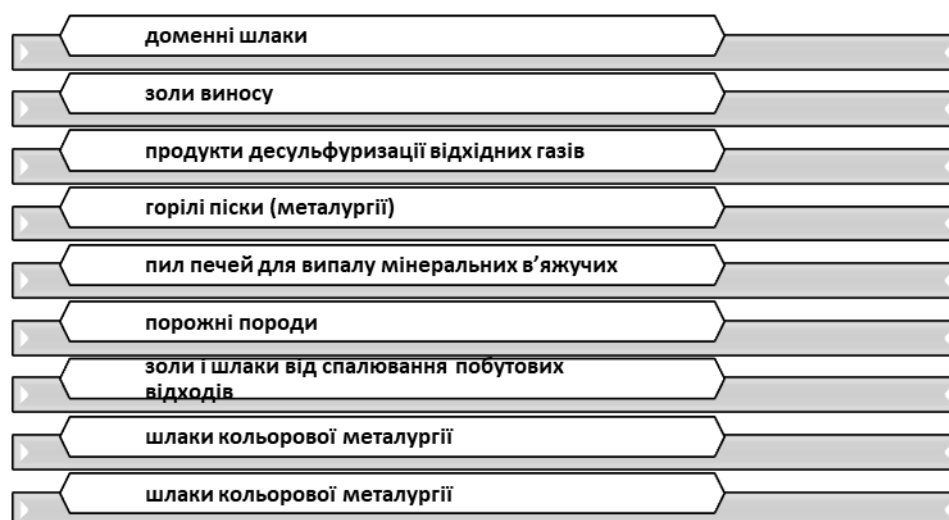 доменні шлаки
золи виносу
продукти десульфуризації відхідних газів
горілі піски (металургії)
пил печей для випалу мінеральних в’яжучих
порожні породи
золи і шлаки від спалювання побутових
відходів
шлаки кольорової металургії
шлаки кольорової металургії